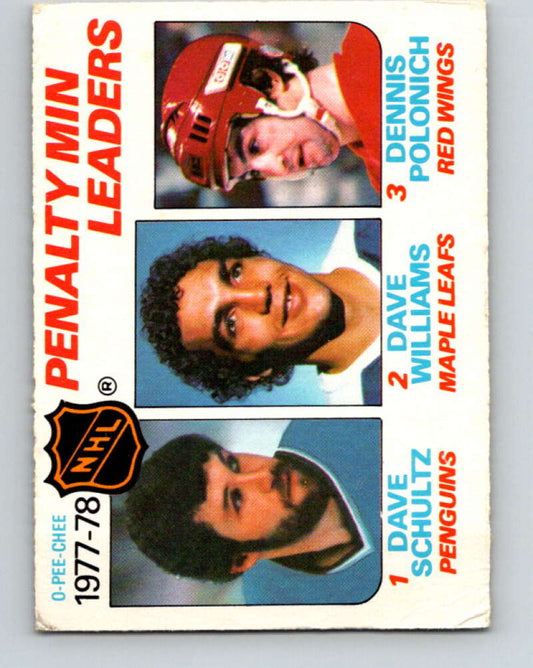 O-PEE-CHEE
1977-78
NHL
®
PENALTY MIN
LEADERS
1 DAVE
SCHULTZ
PENGUINS
2 DAVE
WILLIAMS
MAPLE LEAFS
3 DENNIS
POLONICH
RED WINGS